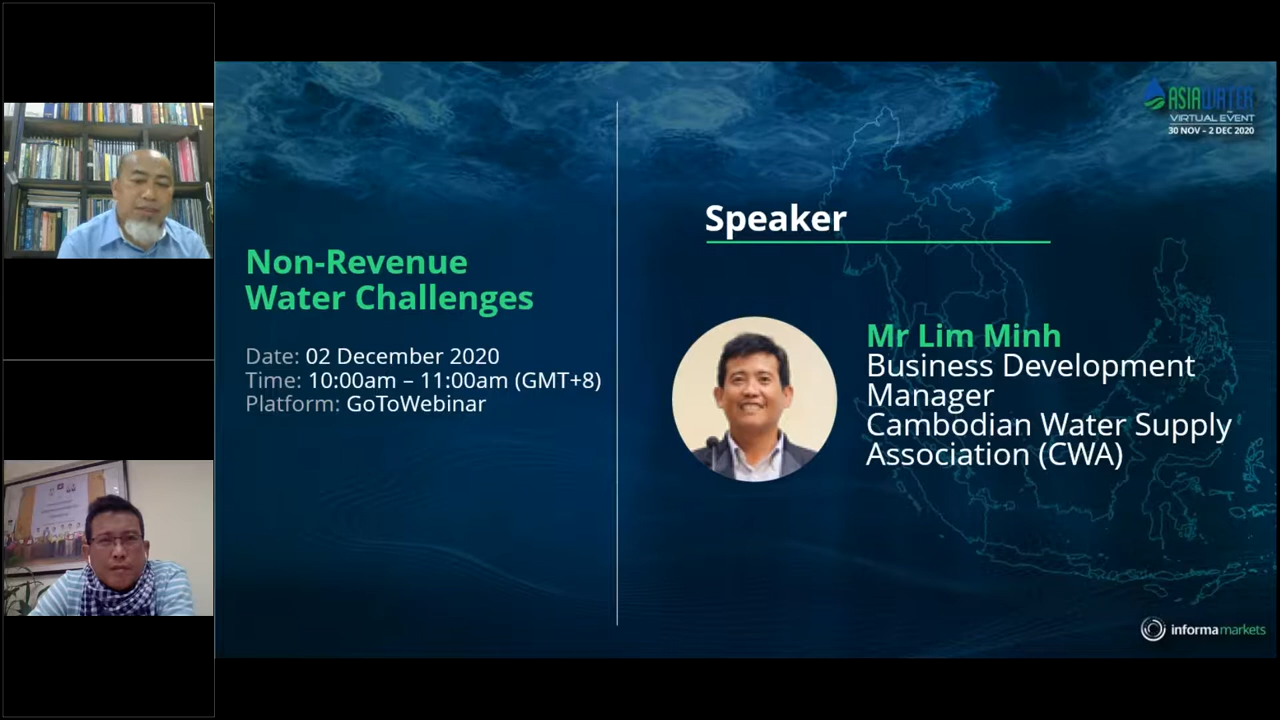 Non-Revenue
Water Challenges
Date: 02 December 2020
Time: 10:00am – 11:00am (GMT+8)
Platform: GoToWebinar
ASIAWATER
VIRTUAL EVENT
30 NOV – 2 DEC 2020
Speaker
Mr Lim Minh
Business Development
Manager
Cambodian Water Supply
Association (CWA)
informa markets